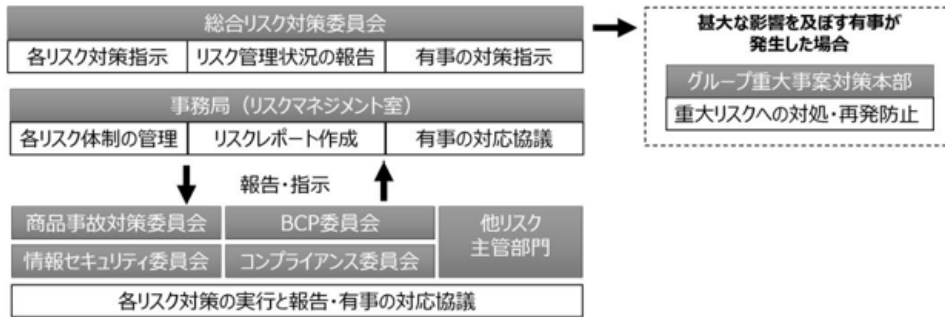 総合リスク対策委員会
各リスク対策指示 リスク管理状況の報告 有事の対策指示
事務局（リスクマネジメント室）
各リスク体制の管理 リスクレポート作成 有事の対応協議
報告・指示
商品事故対策委員会 BCP委員会 他リスク
主管部門
情報セキュリティ委員会 コンプライアンス委員会
各リスク対策の実行と報告・有事の対応協議
甚大な影響を及ぼす有事が
発生した場合
グループ重大事案対策本部
重大リスクへの対処・再発防止